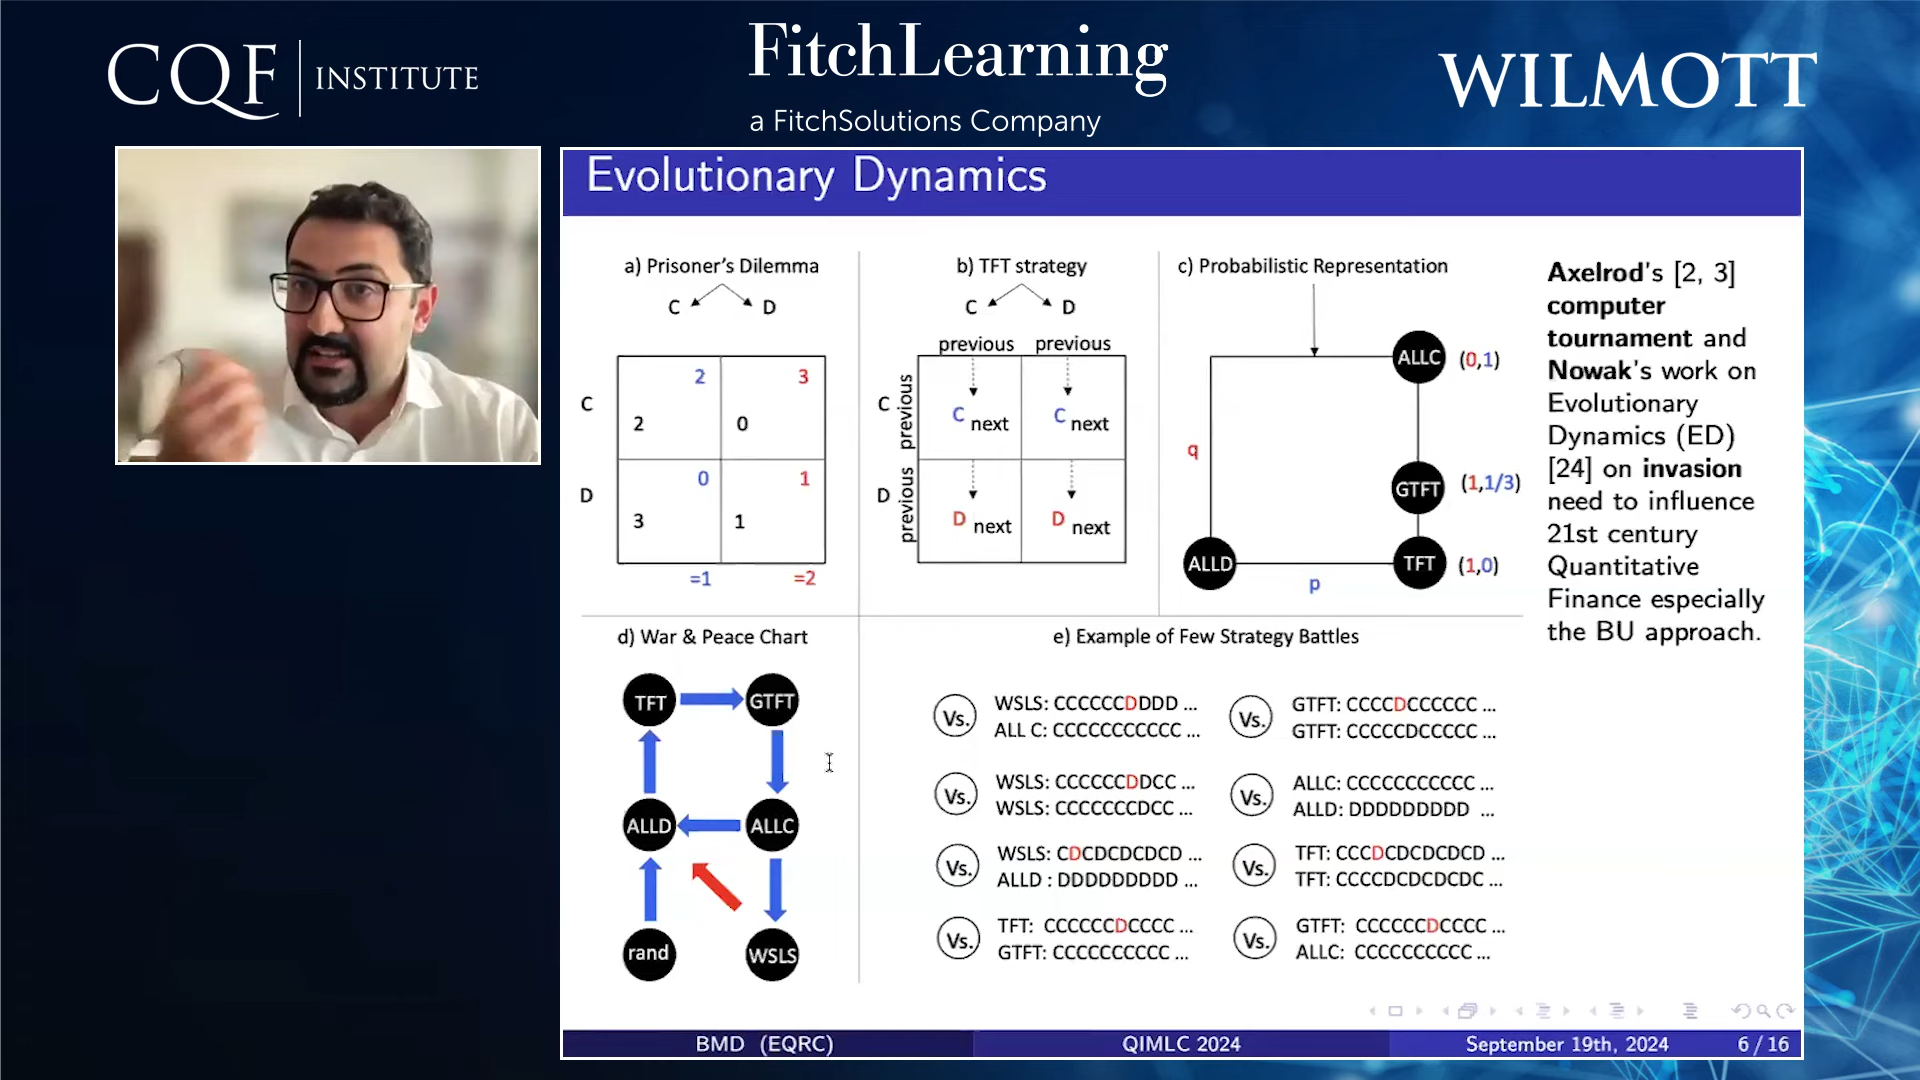 CQF INSTITUTE
FitchLearning
a FitchSolutions Company
WILMOTT
Evolutionary Dynamics
a) Prisoner's Dilemma
C D
C
D
2 3
2 0
0 1
3 1
=1 =2
b) TFT strategy
C D
previous previous
C previous
D previous
C next C next
D next D next
c) Probabilistic Representation
ALLC (0,1)
q
GTFT (1,1/3)
ALLD TFT (1,0)
p
Axelrod's [2, 3]
computer
tournament and
Nowak's work on
Evolutionary
Dynamics (ED)
[24] on invasion
need to influence
21st century
Quantitative
Finance especially
the BU approach.
d) War & Peace Chart
TFT GTFT
ALLD ALLC
rand WSLS
e) Example of Few Strategy Battles
Vs.
WSLS: CCCCCCDDDD ...
ALL C: CCCCCCCCCCC ...
Vs.
GTFT: CCCCDCCCCCC ...
GTFT: CCCCCDCCCCC ...
Vs.
WSLS: CCCCCCDDCC ...
WSLS: CCCCCCCDCC ...
Vs.
ALLC: CCCCCCCCCCC ...
ALLD: DDDDDDDDDD ...
Vs.
WSLS: CDCDCDCDCD ...
ALLD : DDDDDDDDDD ...
Vs.
TFT: CCCDCDCDCDCD ...
TFT: CCCCDCDCDCDC ...
Vs.
TFT: CCCCCCDCCCC ...
GTFT: CCCCCCCCCC ...
Vs.
GTFT: CCCCCCDCCCC ...
ALLC: CCCCCCCCCC ...
BMD (EQRC) QIMLC 2024 September 19th, 2024 6 / 16